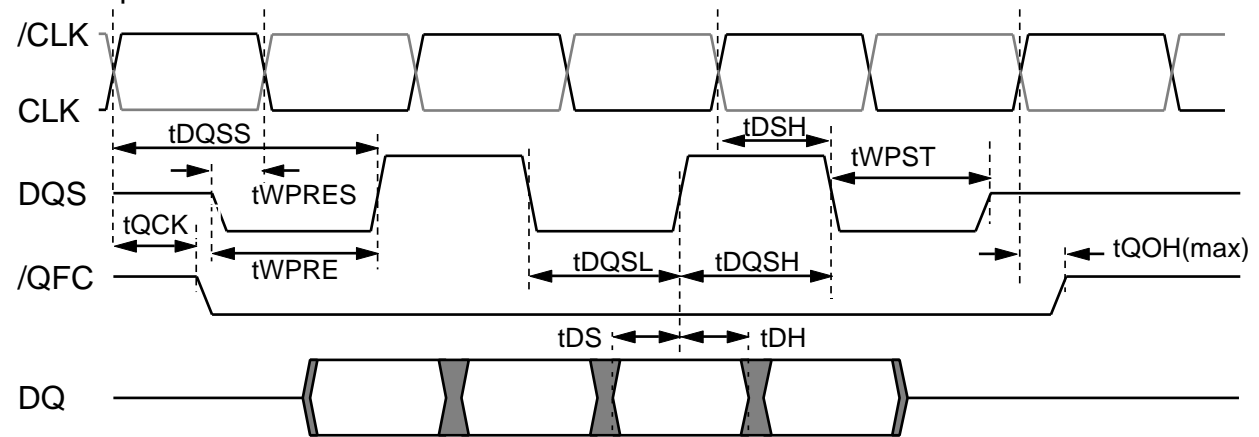 /CLK
CLK
tDQSS
tDSH
tWPST
DQS
tWPRES
tQCK
tQOH(max)
/QFC
tWPRE
tDQSL
tDQSH
tDS
tDH
DQ